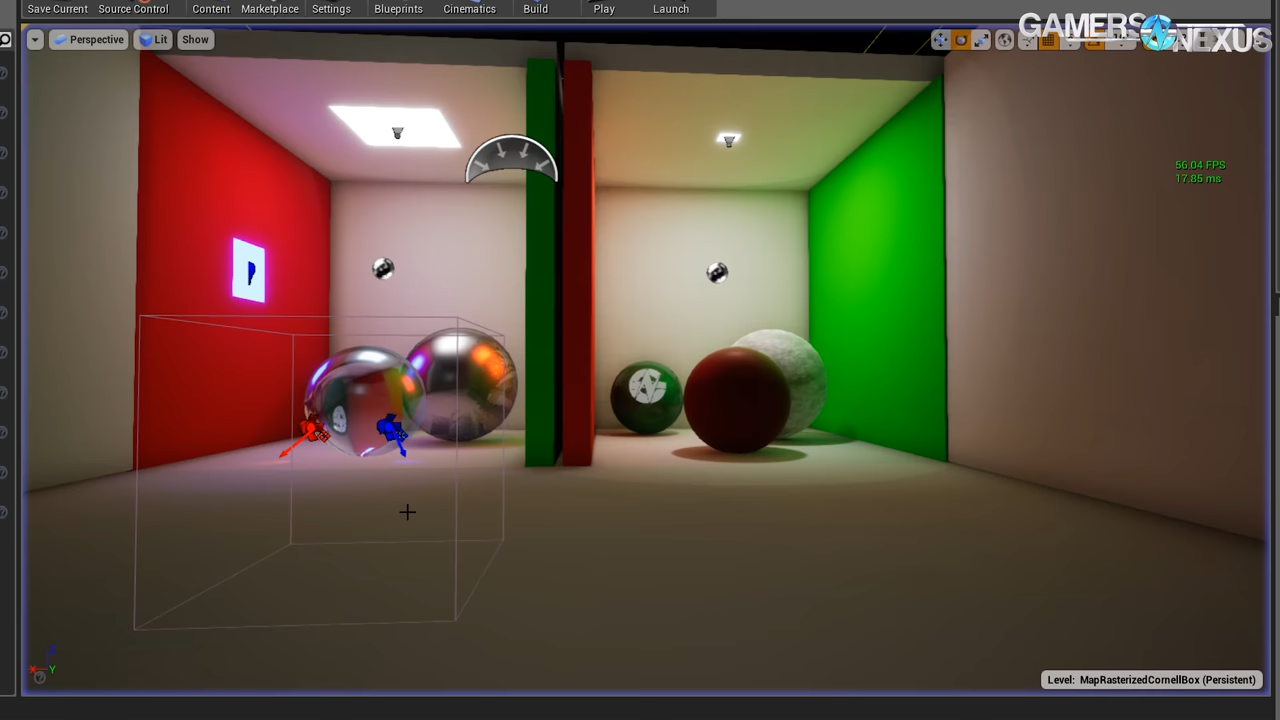 Save Current Source Control Content Marketplace Settings Blueprints Cinematics Build Play Launch
GAMERS NEXUS
Perspective Lit Show
56.04 FPS
17.85 ms
X Y Z
Level: MapRasterizedCornellBox (Persistent)